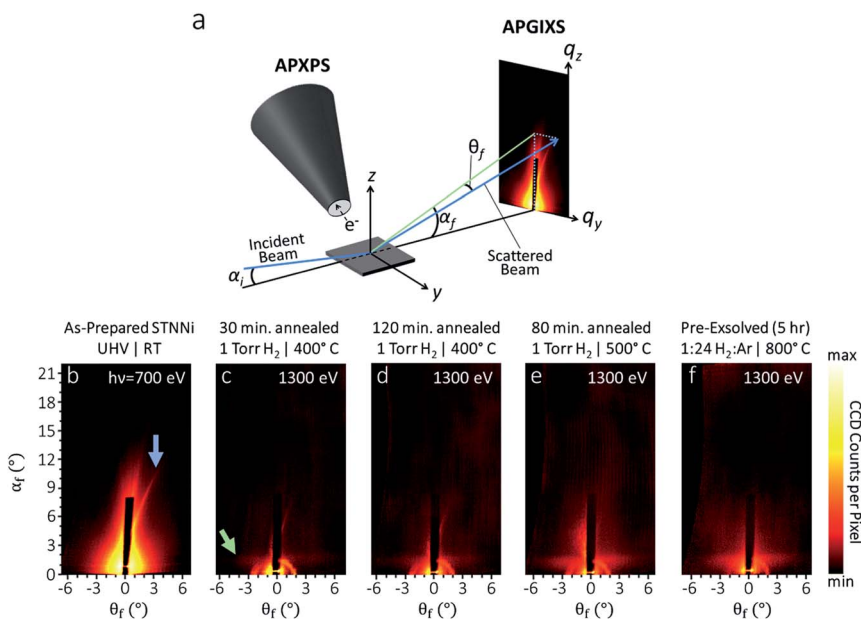 a
APXPS
APGIXS
q_z
θ_f
z
e⁻
Incident
Beam
α_f
q_y
α_i
Scattered
Beam
y
As-Prepared STNNi
UHV | RT
30 min. annealed
1 Torr H₂ | 400° C
120 min. annealed
1 Torr H₂ | 400° C
80 min. annealed
1 Torr H₂ | 500° C
Pre-Exsolved (5 hr)
1:24 H₂:Ar | 800° C
b hν=700 eV
c 1300 eV
d 1300 eV
e 1300 eV
f 1300 eV
max
CCD Counts per Pixel
min
α_f (°)
21
18
15
12
9
6
3
0
-6 -3 0 3 6
-6 -3 0 3 6
-6 -3 0 3 6
-6 -3 0 3 6
-6 -3 0 3 6
θ_f (°)
θ_f (°)
θ_f (°)
θ_f (°)
θ_f (°)